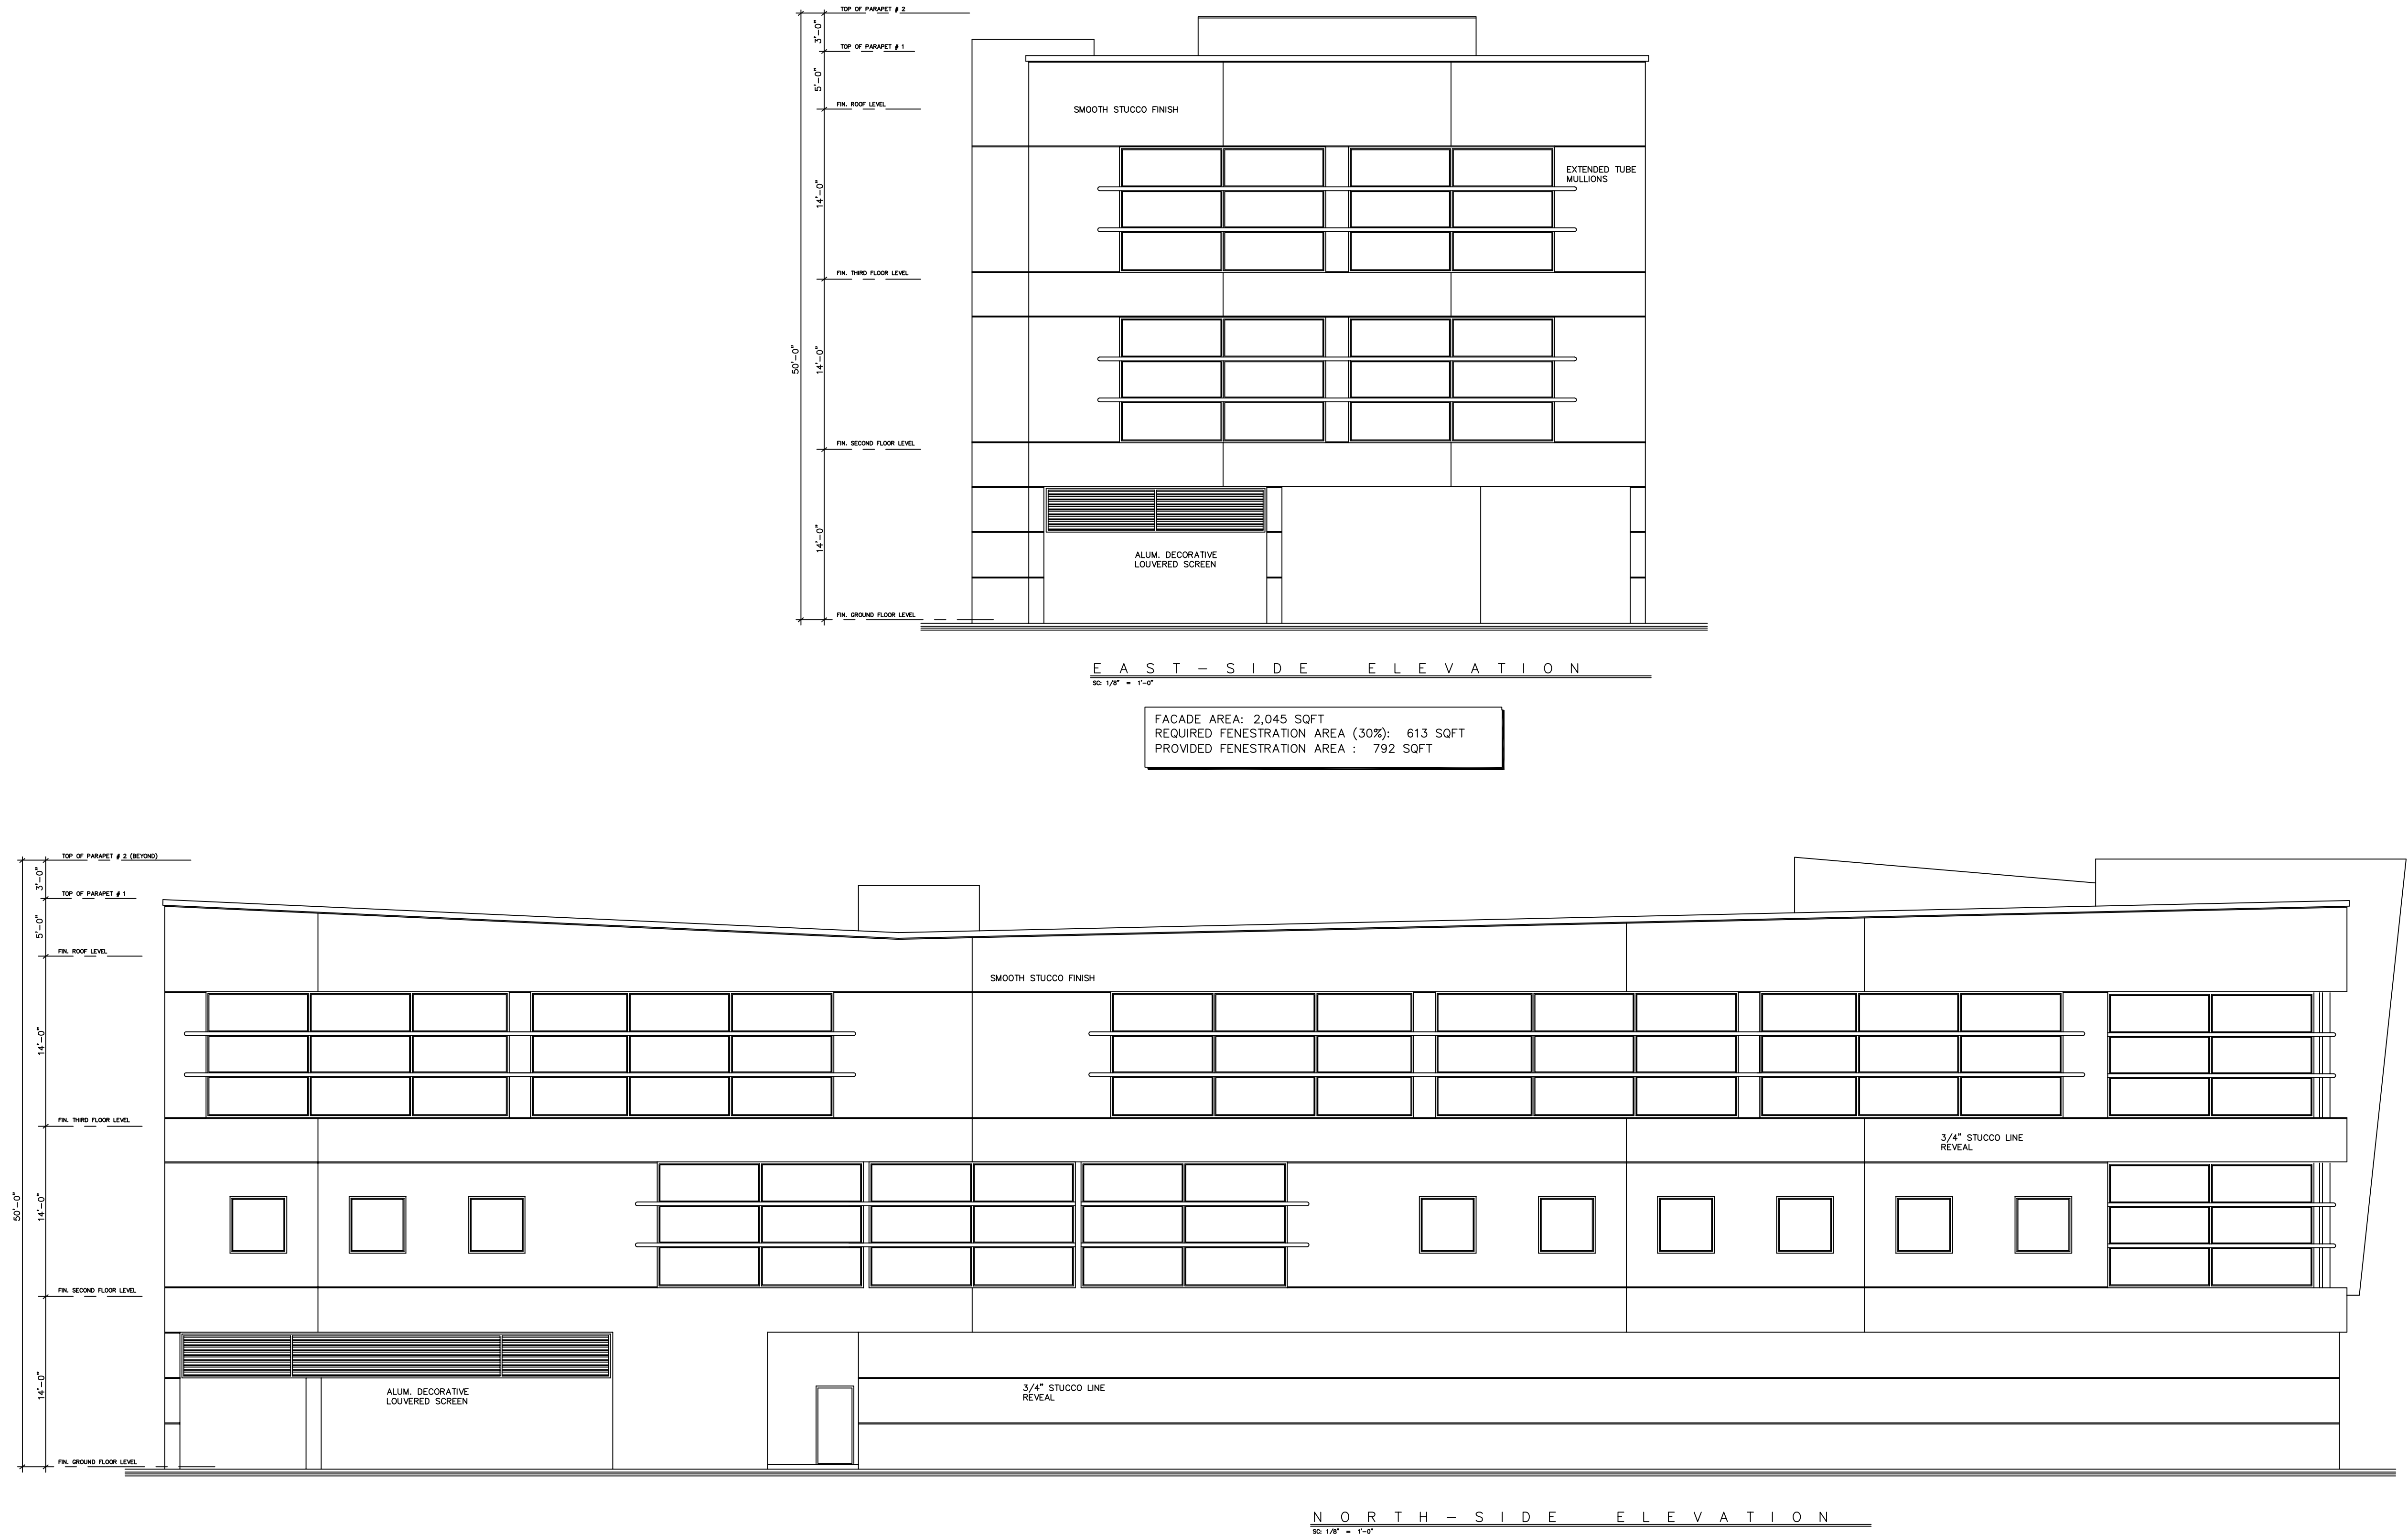 TOP OF PARAPET # 2
3'-0"
TOP OF PARAPET # 1
5'-0"
FIN. ROOF LEVEL
SMOOTH STUCCO FINISH
EXTENDED TUBE
MULLIONS
14'-0"
FIN. THIRD FLOOR LEVEL
50'-0"
14'-0"
FIN. SECOND FLOOR LEVEL
14'-0"
ALUM. DECORATIVE
LOUVERED SCREEN
FIN. GROUND FLOOR LEVEL
EAST-SIDE ELEVATION
SC: 1/8" = 1'-0"
FACADE AREA: 2,045 SQFT
REQUIRED FENESTRATION AREA (30%): 613 SQFT
PROVIDED FENESTRATION AREA : 792 SQFT
TOP OF PARAPET # 2 (BEYOND)
3'-0"
TOP OF PARAPET # 1
5'-0"
FIN. ROOF LEVEL
SMOOTH STUCCO FINISH
14'-0"
FIN. THIRD FLOOR LEVEL
3/4" STUCCO LINE
REVEAL
50'-0"
14'-0"
FIN. SECOND FLOOR LEVEL
14'-0"
ALUM. DECORATIVE
LOUVERED SCREEN
3/4" STUCCO LINE
REVEAL
FIN. GROUND FLOOR LEVEL
NORTH-SIDE ELEVATION
SC: 1/8" = 1'-0"